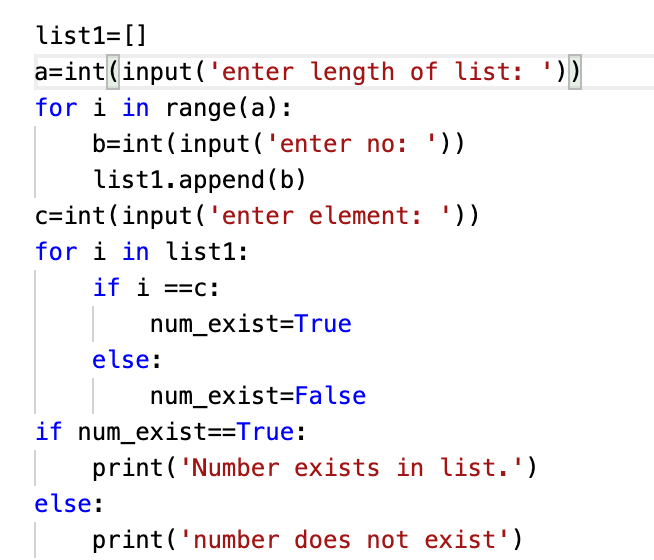 list1=[]
a=int(input('enter length of list: '))
for i in range(a):
    b=int(input('enter no: '))
    list1.append(b)
c=int(input('enter element: '))
for i in list1:
    if i ==c:
        num_exist=True
    else:
        num_exist=False
if num_exist==True:
    print('Number exists in list.')
else:
    print('number does not exist')